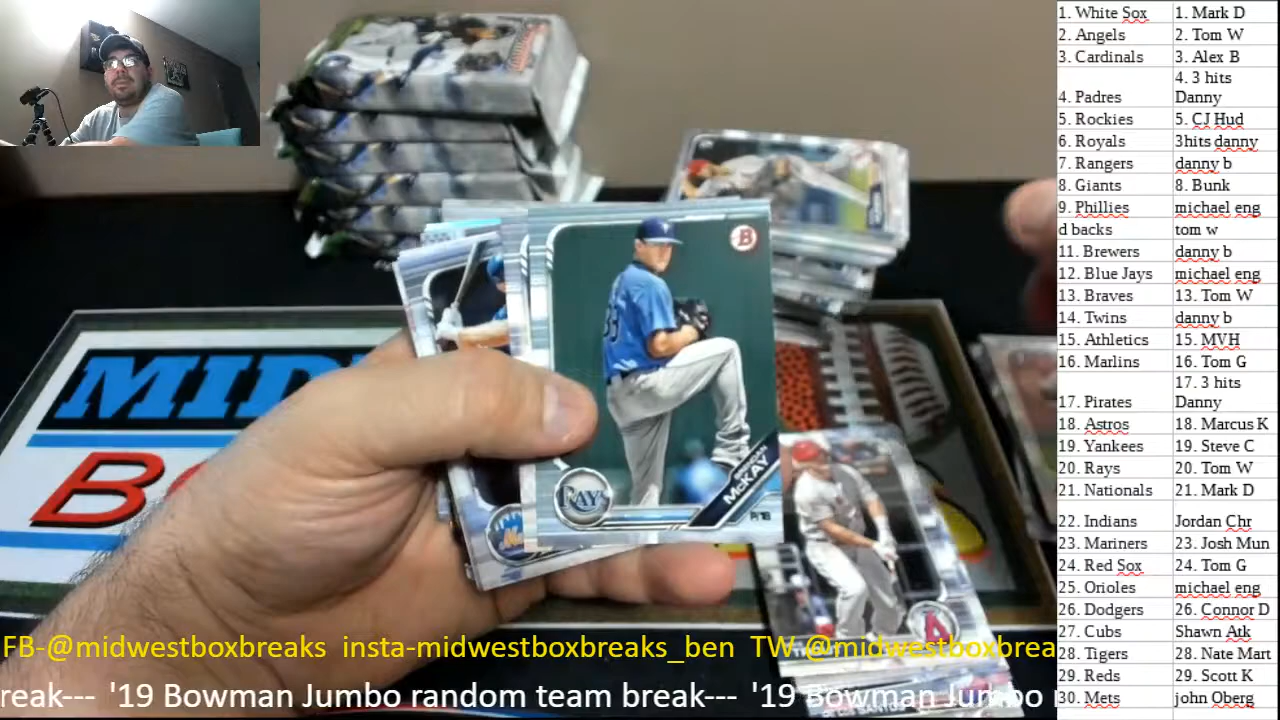 1. White Sox 1. Mark D
2. Angels 2. Tom W
3. Cardinals 3. Alex B
4. 3 hits
4. Padres Danny
5. Rockies 5. CJ Hud
6. Royals 3hits danny
7. Rangers danny b
8. Giants 8. Bunk
9. Phillies michael eng
d backs tom w
11. Brewers danny b
12. Blue Jays michael eng
13. Braves 13. Tom W
14. Twins danny b
15. Athletics 15. MVH
16. Marlins 16. Tom G
17. 3 hits
17. Pirates Danny
18. Astros 18. Marcus K
19. Yankees 19. Steve C
20. Rays 20. Tom W
21. Nationals 21. Mark D
22. Indians Jordan Chr
23. Mariners 23. Josh Mun
24. Red Sox 24. Tom G
25. Orioles michael eng
26. Dodgers 26. Connor D
27. Cubs Shawn Atk
28. Tigers 28. Nate Mart
29. Reds 29. Scott K
30. Mets john Oberg
B
BRENDAN
McKAY
RAYS
MID
B
FB-@midwestboxbreaks insta-midwestboxbreaks_ben TW @midwestboxbrea
reak--- '19 Bowman Jumbo random team break--- '19 Bowman Jumbo